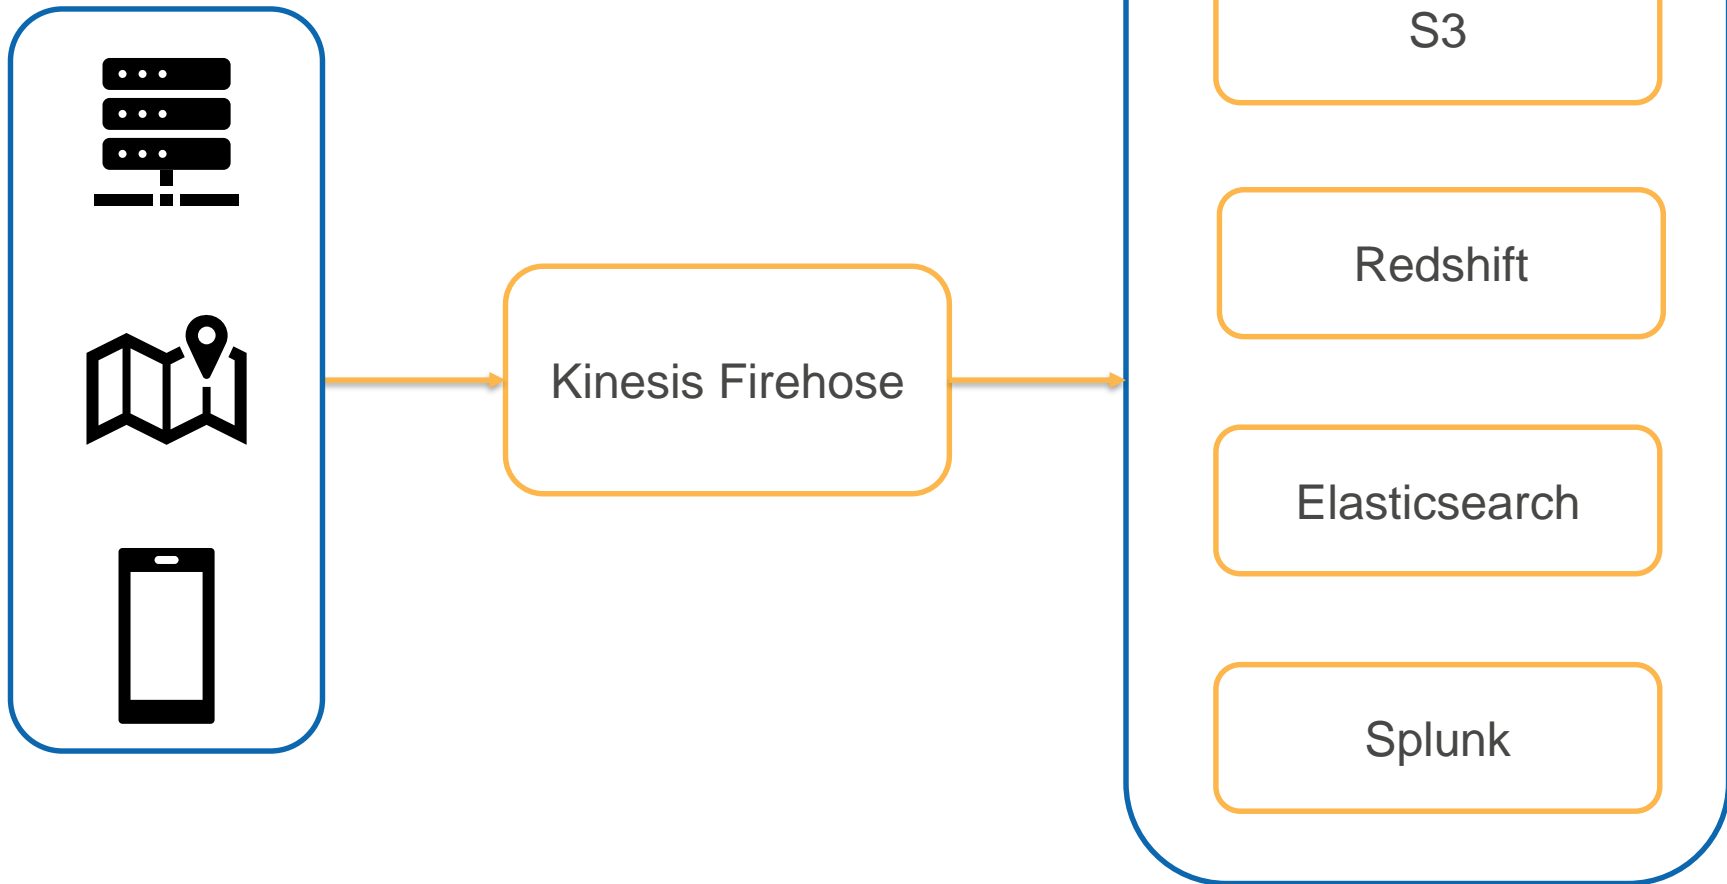 S3
Redshift
Kinesis Firehose
Elasticsearch
Splunk